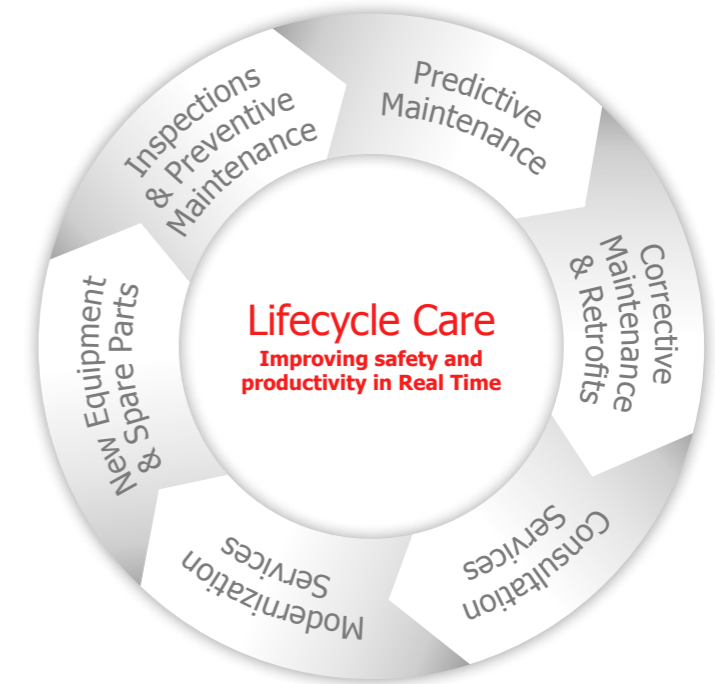 Inspections
& Preventive
Maintenance
Predictive
Maintenance
Corrective
Maintenance
& Retrofits
Consultation
Services
Modernization
Services
New Equipment
& Spare Parts
Lifecycle Care
Improving safety and
productivity in Real Time